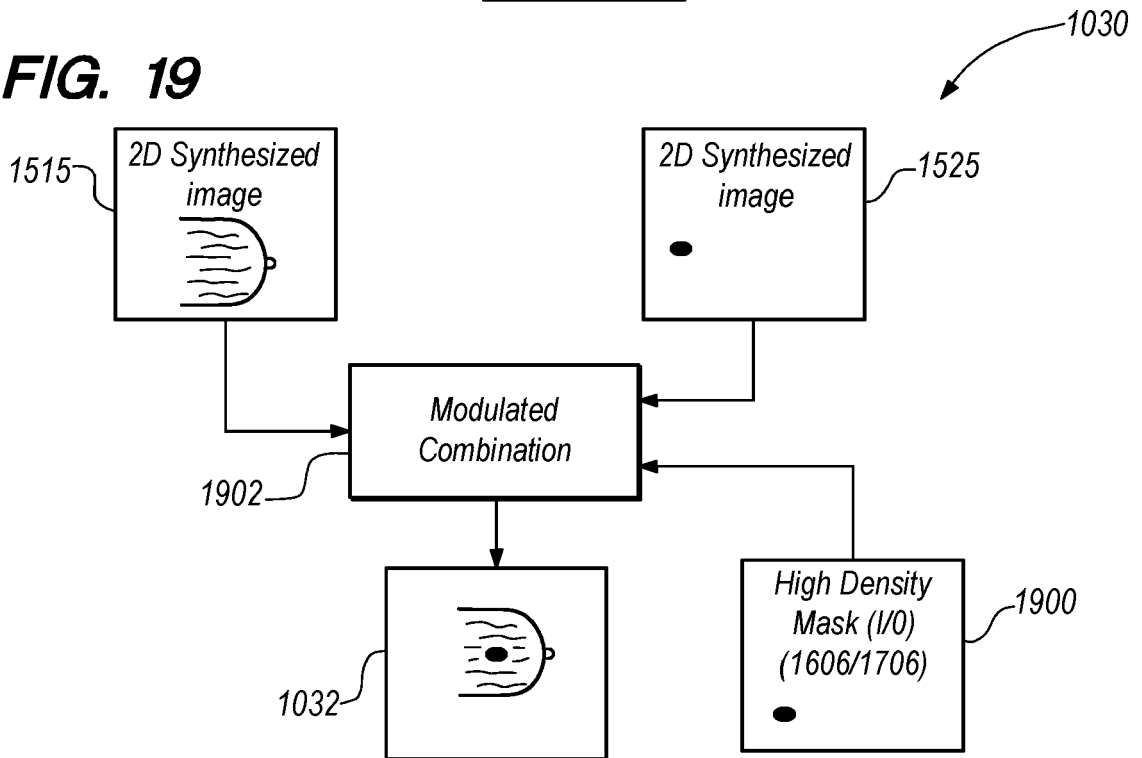 1030
FIG. 19
2D Synthesized
image
1515
2D Synthesized
image
1525
Modulated
Combination
1902
High Density
Mask (I/0)
(1606/1706)
1900
1032